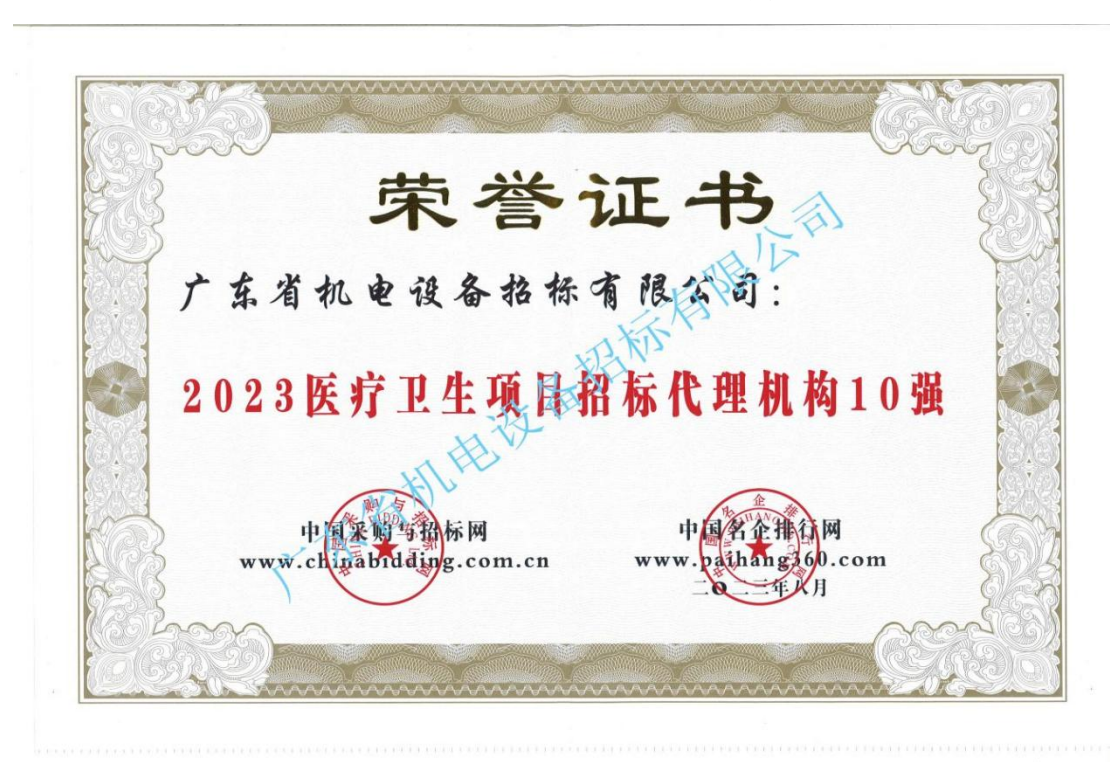 荣誉证书
广东省机电设备招标有限公司：
2023医疗卫生项目招标代理机构10强
中国采购与招标网
www.chinabidding.com.cn
中国名企排行网
www.paihang360.com
二〇二三年八月
广东省机电设备招标有限公司